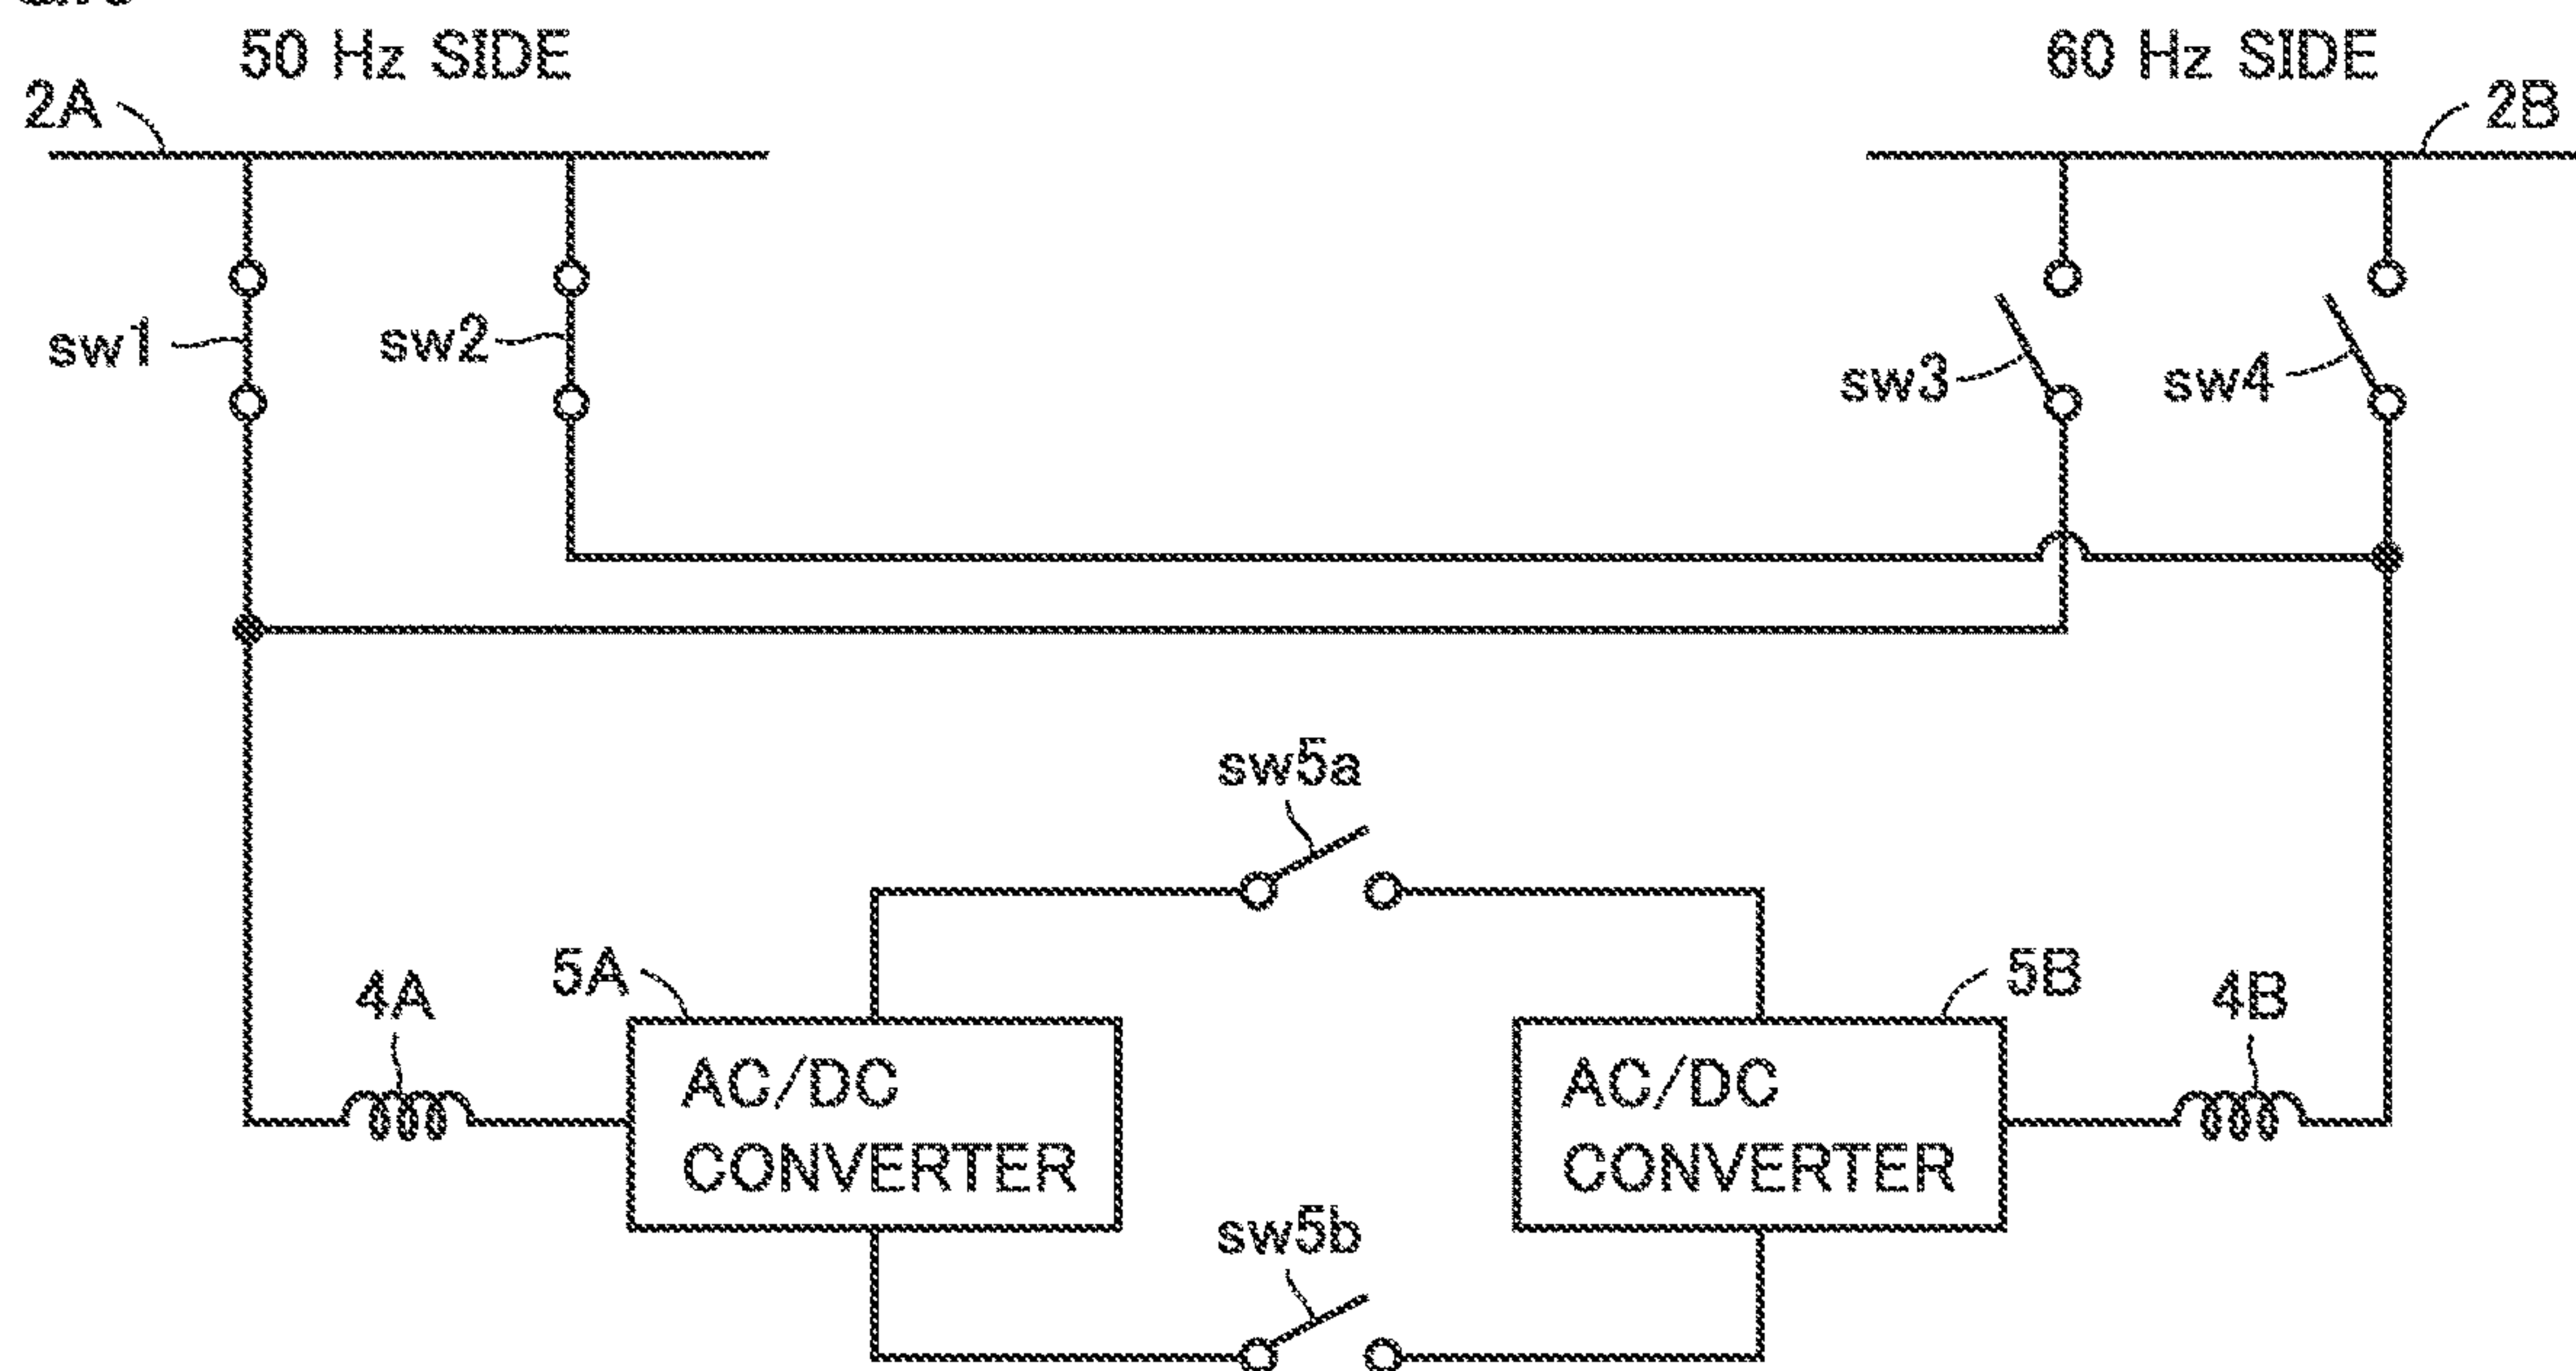 50 Hz SIDE
60 Hz SIDE
2A
2B
sw1
sw2
sw3
sw4
sw5a
5A
5B
4A
4B
AC/DC
CONVERTER
AC/DC
CONVERTER
sw5b